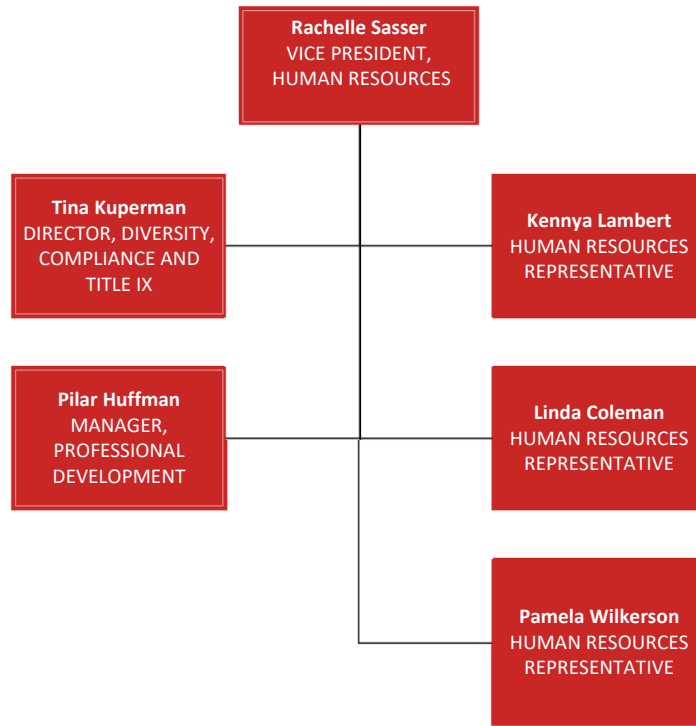 Rachelle Sasser
VICE PRESIDENT,
HUMAN RESOURCES
Tina Kuperman
DIRECTOR, DIVERSITY,
COMPLIANCE AND
TITLE IX
Kennya Lambert
HUMAN RESOURCES
REPRESENTATIVE
Pilar Huffman
MANAGER,
PROFESSIONAL
DEVELOPMENT
Linda Coleman
HUMAN RESOURCES
REPRESENTATIVE
Pamela Wilkerson
HUMAN RESOURCES
REPRESENTATIVE